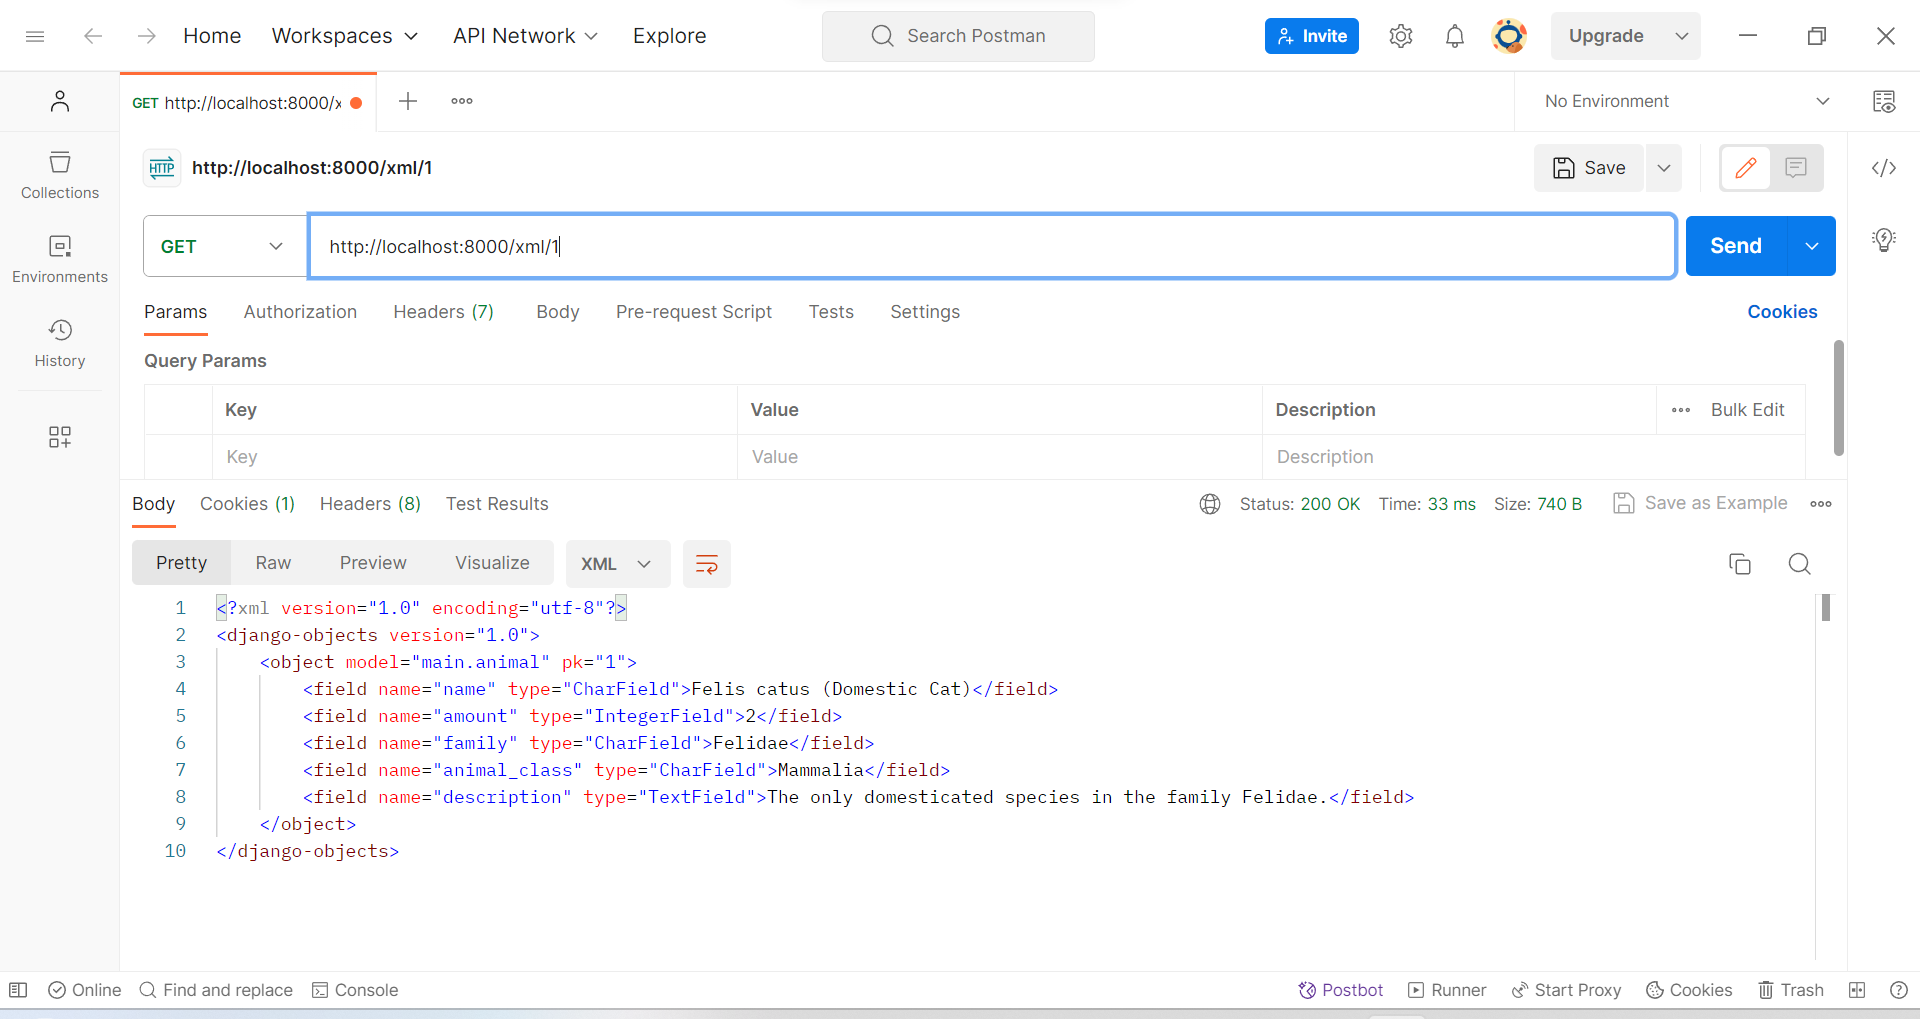 Home Workspaces API Network Explore Search Postman Invite Upgrade
GET http://localhost:8000/x No Environment
HTTP http://localhost:8000/xml/1 Save
Collections
GET http://localhost:8000/xml/1 Send
Environments
Params Authorization Headers (7) Body Pre-request Script Tests Settings Cookies
History
Query Params
Key Value Description Bulk Edit
Key Value Description
Body Cookies (1) Headers (8) Test Results Status: 200 OK Time: 33 ms Size: 740 B Save as Example
Pretty Raw Preview Visualize XML
1 <?xml version="1.0" encoding="utf-8"?>
2 <django-objects version="1.0">
3 <object model="main.animal" pk="1">
4 <field name="name" type="CharField">Felis catus (Domestic Cat)</field>
5 <field name="amount" type="IntegerField">2</field>
6 <field name="family" type="CharField">Felidae</field>
7 <field name="animal_class" type="CharField">Mammalia</field>
8 <field name="description" type="TextField">The only domesticated species in the family Felidae.</field>
9 </object>
10 </django-objects>
Online Find and replace Console Postbot Runner Start Proxy Cookies Trash